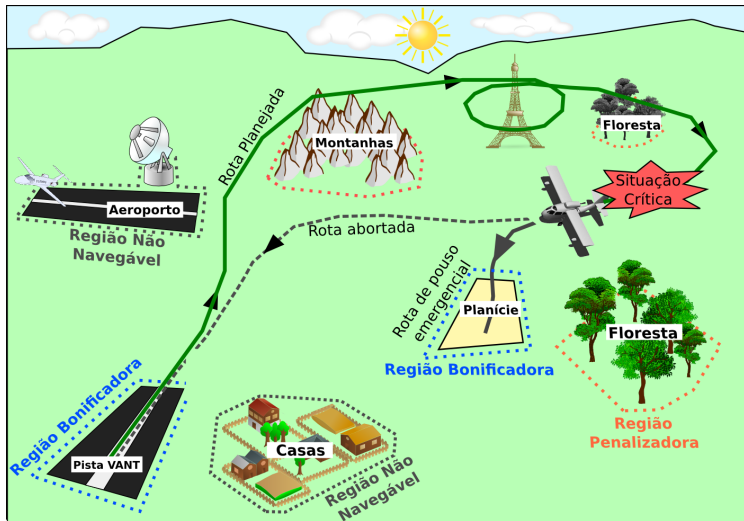 Rota Planejada
Montanhas
Floresta
Situação
Crítica
Aeroporto
Região Não
Navegável
Rota abortada
Rota de pouso
emergencial
Planície
Região Bonificadora
Floresta
Região
Penalizadora
Região Bonificadora
Pista VANT
Casas
Região Não
Navegável